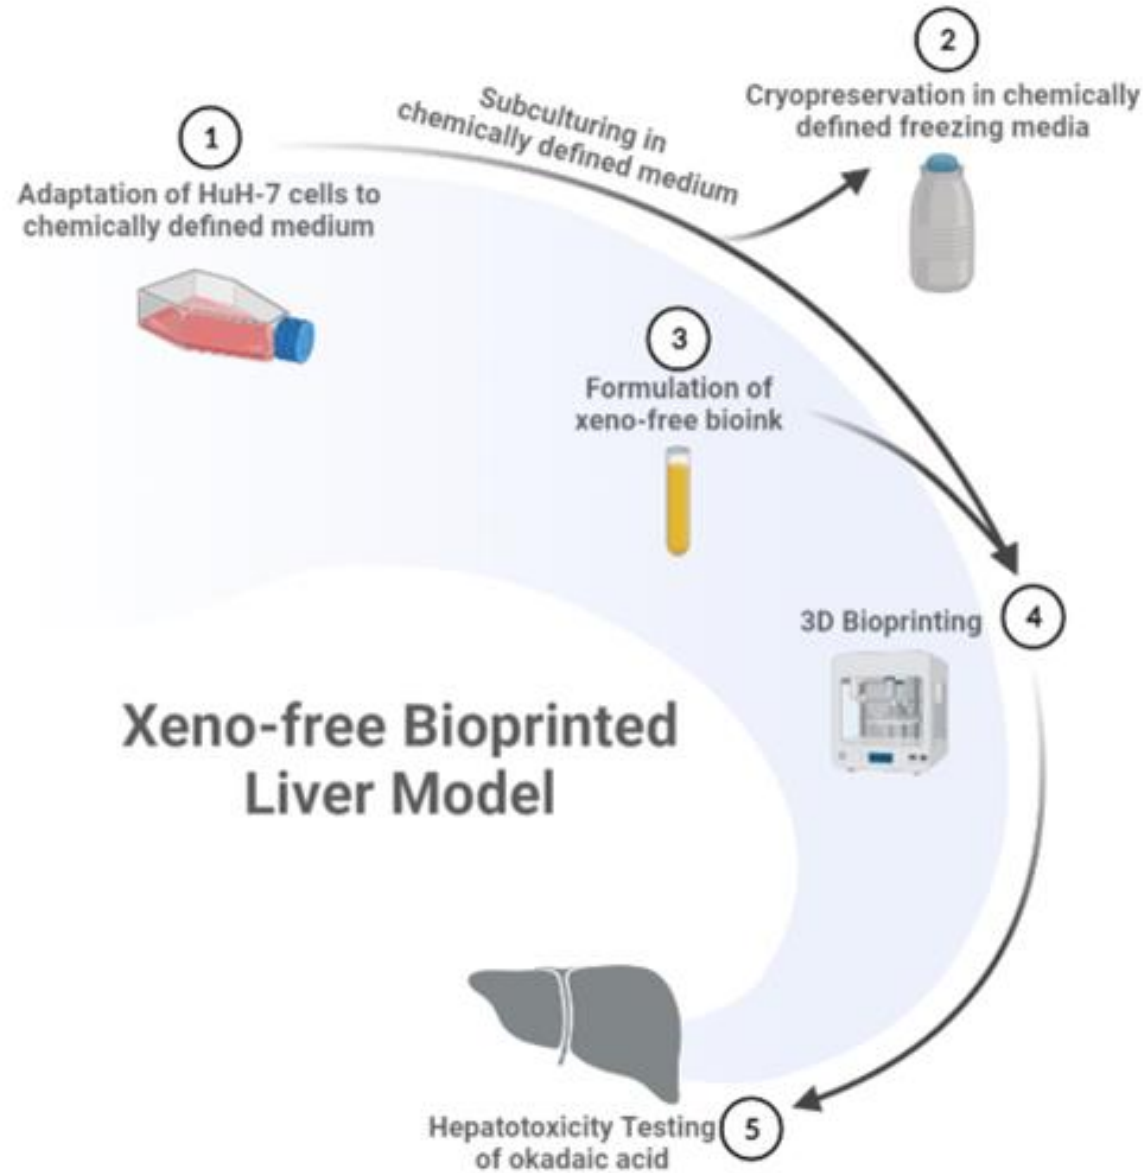 1
Adaptation of HuH-7 cells to
chemically defined medium
Subculturing in
chemically defined medium
2
Cryopreservation in chemically
defined freezing media
3
Formulation of
xeno-free bioink
4
3D Bioprinting
Xeno-free Bioprinted
Liver Model
5
Hepatotoxicity Testing
of okadaic acid